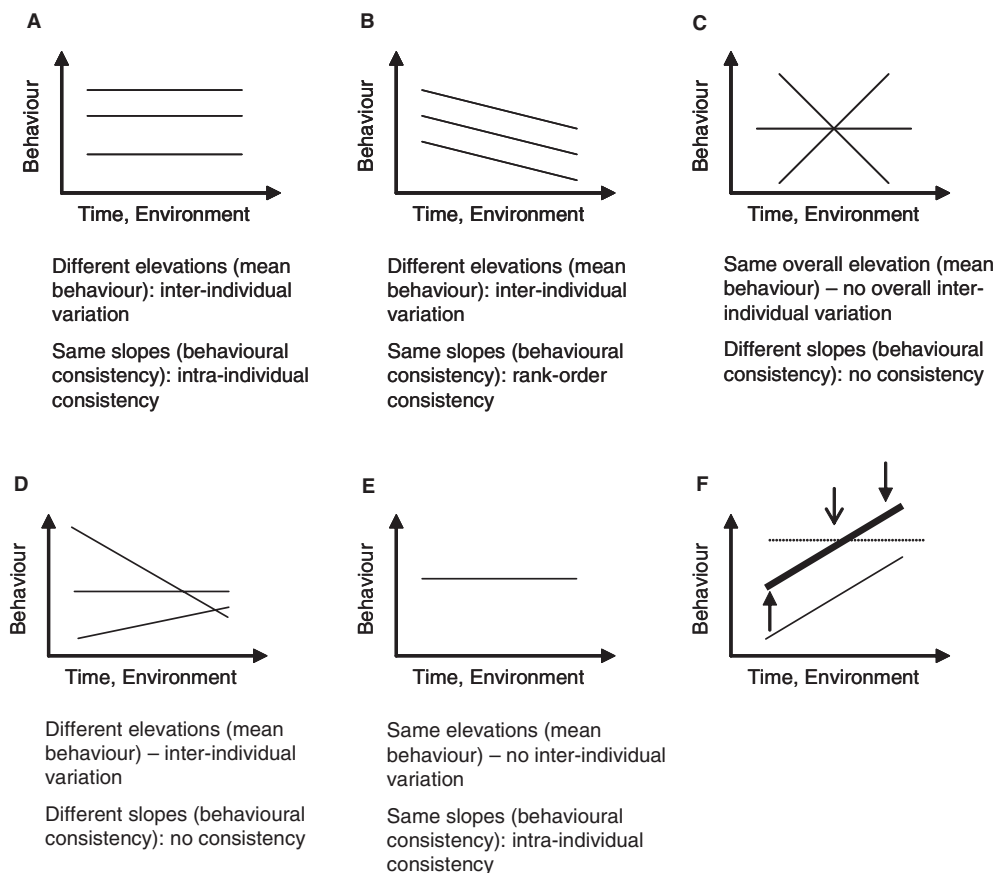 A
Behaviour
Time, Environment
Different elevations (mean
behaviour): inter-individual
variation
Same slopes (behavioural
consistency): intra-individual
consistency
B
Behaviour
Time, Environment
Different elevations (mean
behaviour): inter-individual
variation
Same slopes (behavioural
consistency): rank-order
consistency
C
Behaviour
Time, Environment
Same overall elevation (mean
behaviour) – no overall inter-
individual variation
Different slopes (behavioural
consistency): no consistency
D
Behaviour
Time, Environment
Different elevations (mean
behaviour) – inter-individual
variation
Different slopes (behavioural
consistency): no consistency
E
Behaviour
Time, Environment
Same elevations (mean
behaviour) – no inter-individual
variation
Same slopes (behavioural
consistency): intra-individual
consistency
F
Behaviour
Time, Environment